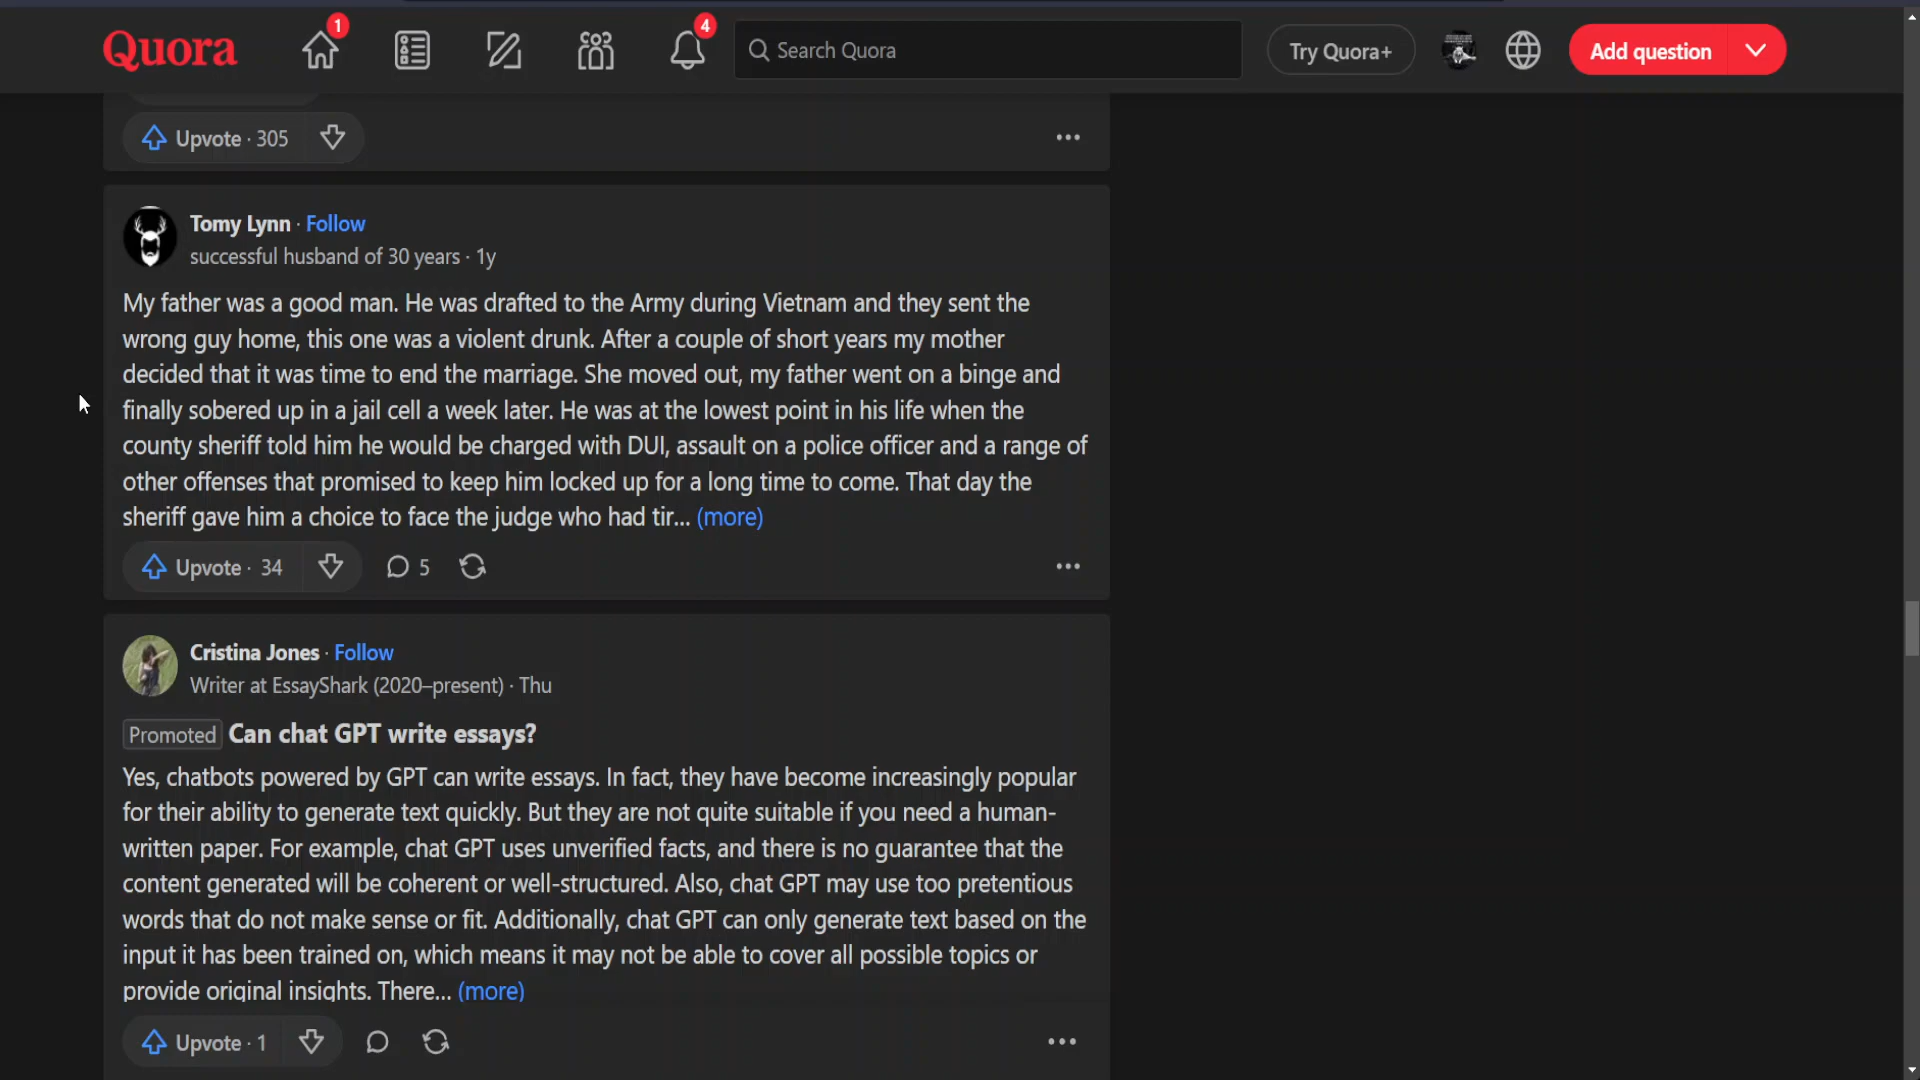 Quora
1
4
Search Quora
Try Quora+
Add question
Upvote · 305
Tomy Lynn · Follow
successful husband of 30 years · 1y
My father was a good man. He was drafted to the Army during Vietnam and they sent the
wrong guy home, this one was a violent drunk. After a couple of short years my mother
decided that it was time to end the marriage. She moved out, my father went on a binge and
finally sobered up in a jail cell a week later. He was at the lowest point in his life when the
county sheriff told him he would be charged with DUI, assault on a police officer and a range of
other offenses that promised to keep him locked up for a long time to come. That day the
sheriff gave him a choice to face the judge who had tir... (more)
Upvote · 34
5
Cristina Jones · Follow
Writer at EssayShark (2020–present) · Thu
Promoted Can chat GPT write essays?
Yes, chatbots powered by GPT can write essays. In fact, they have become increasingly popular
for their ability to generate text quickly. But they are not quite suitable if you need a human-
written paper. For example, chat GPT uses unverified facts, and there is no guarantee that the
content generated will be coherent or well-structured. Also, chat GPT may use too pretentious
words that do not make sense or fit. Additionally, chat GPT can only generate text based on the
input it has been trained on, which means it may not be able to cover all possible topics or
provide original insights. There... (more)
Upvote · 1